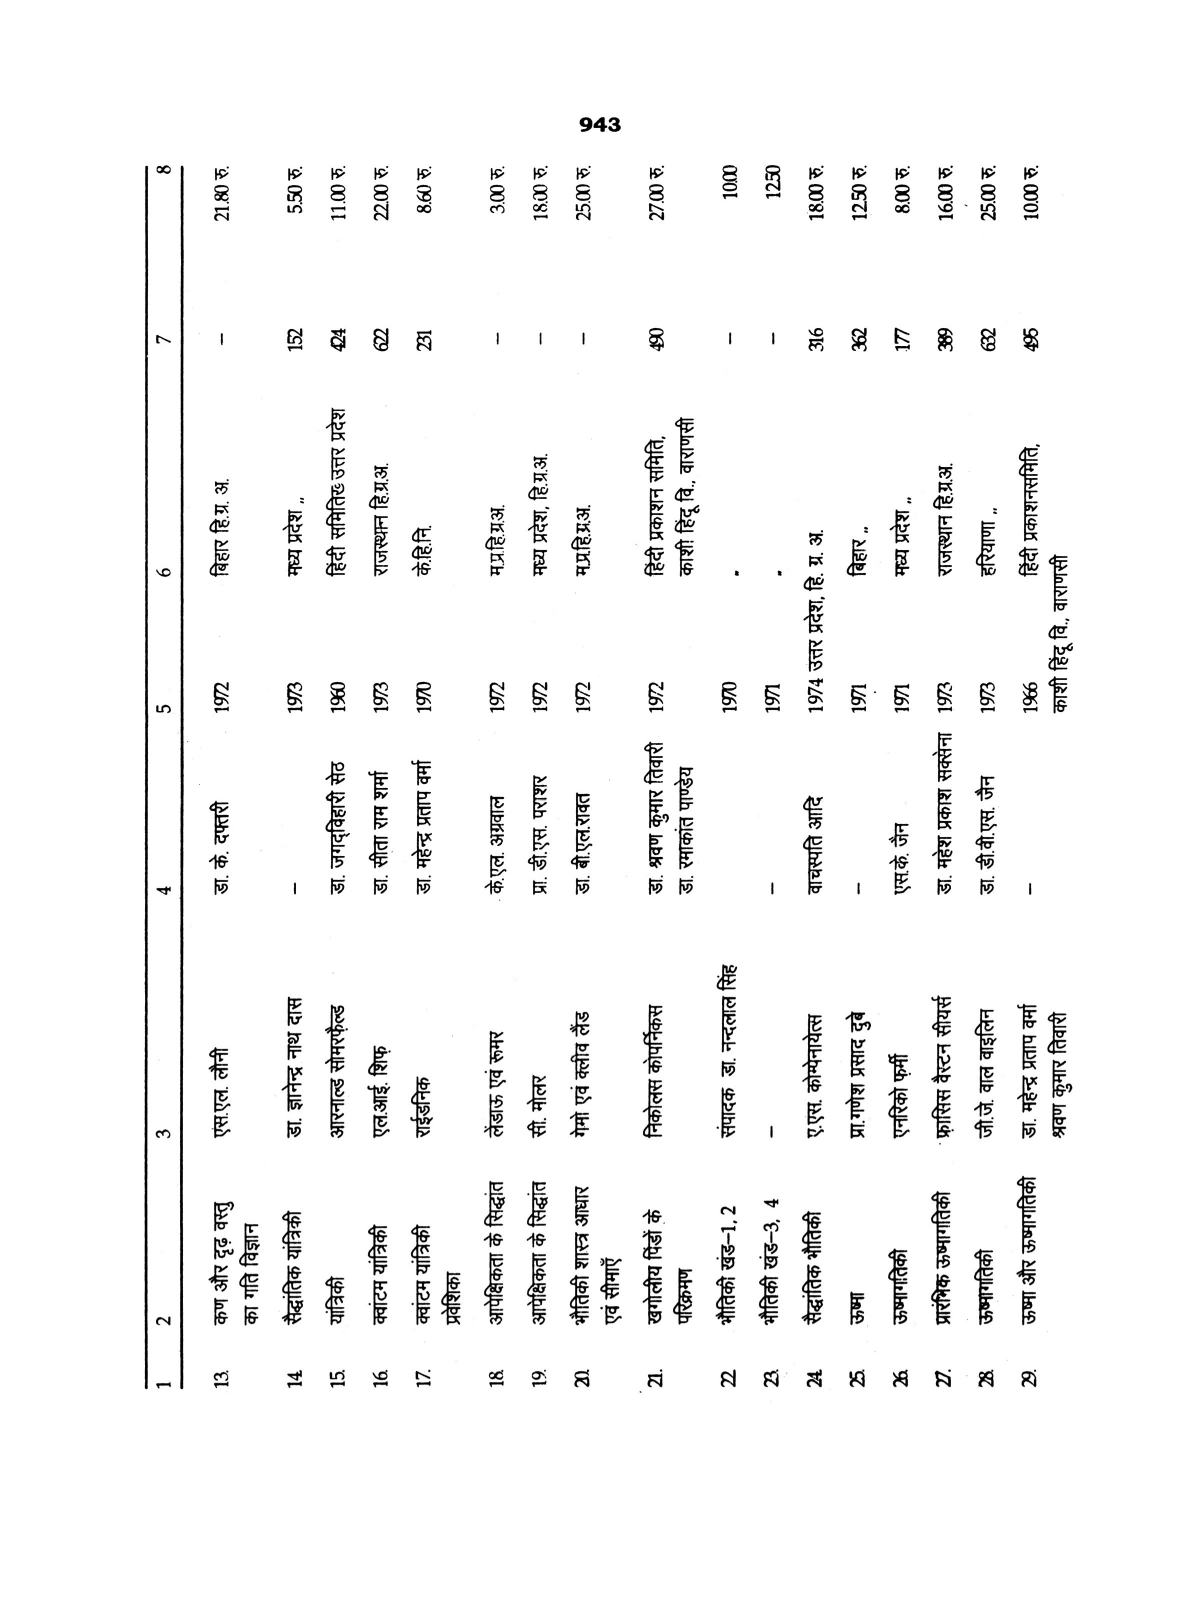 943
1 2 3 4 5 6 7 8
13. कण और दृढ़ वस्तु एस.एल. लौनी डा. के. दफ्तरी 1972 बिहार हि.ग्र. अ. – 21.80 रु.
का गति विज्ञान
14. सैद्धांतिक यांत्रिकी डा. ज्ञानेन्द्र नाथ दास – 1973 मध्य प्रदेश ,, 152 5.50 रु.
15. यांत्रिकी आरनाल्ड सोमरफ़ैल्ड डा. जगद्विहारी सेठ 1960 हिंदी समितिख्र उत्तर प्रदेश 424 11.00 रु.
16. क्वांटम यांत्रिकी एल.आई. शिफ़ डा. सीता राम शर्मा 1973 राजस्थान हि.ग्र.अ. 622 22.00 रु.
17. क्वांटम यांत्रिकी राईडनिक डा. महेन्द्र प्रताप वर्मा 1970 के.हि.नि. 231 8.60 रु.
प्रवेशिका
18. आपेक्षिकता के सिद्धांत लेंडाऊ एवं रूमर के.एल. अग्रवाल 1972 म.प्र.हि.ग्र.अ. – 3.00 रु.
19. आपेक्षिकता के सिद्धांत सी. मोलर प्रा. डी.एस. पराशर 1972 मध्य प्रदेश, हि.ग्र.अ. – 18.00 रु.
20. भौतिकी शास्त्र आधार गेमो एवं क्लीव लैंड डा. बी.एल.रावत 1972 म.प्र.हि.ग्र.अ. – 25.00 रु.
एवं सीमाएँ
21. खगोलीय पिंडों के निकोलस कोपर्निकस डा. श्रवण कुमार तिवारी 1972 हिंदी प्रकाशन समिति, 490 27.00 रु.
परिक्रमण डा. रमाकांत पाण्डेय काशी हिंदू वि., वाराणसी
22. भौतिकी खंड–1, 2 संपादक डा. नन्दलाल सिंह 1970 " – 10.00
23. भौतिकी खंड–3, 4 – – 1971 " – 12.50
24. सैद्धांतिक भौतिकी ए.एस. कोम्पेनायेत्स वाचस्पति आदि 1974 उत्तर प्रदेश, हि. ग्र. अ. 316 18.00 रु.
25. ऊष्मा प्रा.गणेश प्रसाद दुबे – 1971 बिहार ,, 362 12.50 रु.
26. ऊष्मागतिकी एनरिको फ़र्मी एस.के. जैन 1971 मध्य प्रदेश ,, 177 8.00 रु.
27. प्रारंभिक ऊष्मागतिकी फ़्रांसिस वैस्टन सीयर्स डा. महेश प्रकाश सक्सेना 1973 राजस्थान हि.ग्र.अ. 389 16.00 रु.
28. ऊष्मागतिकी जी.जे. वाल वाइलिन डा. डी.वी.एस. जैन 1973 हरियाणा ,, 632 25.00 रु.
29. ऊष्मा और ऊष्मागतिकी डा. महेन्द्र प्रताप वर्मा – 1966 हिंदी प्रकाशनसमिति, 495 10.00 रु.
श्रवण कुमार तिवारी काशी हिंदू वि., वाराणसी